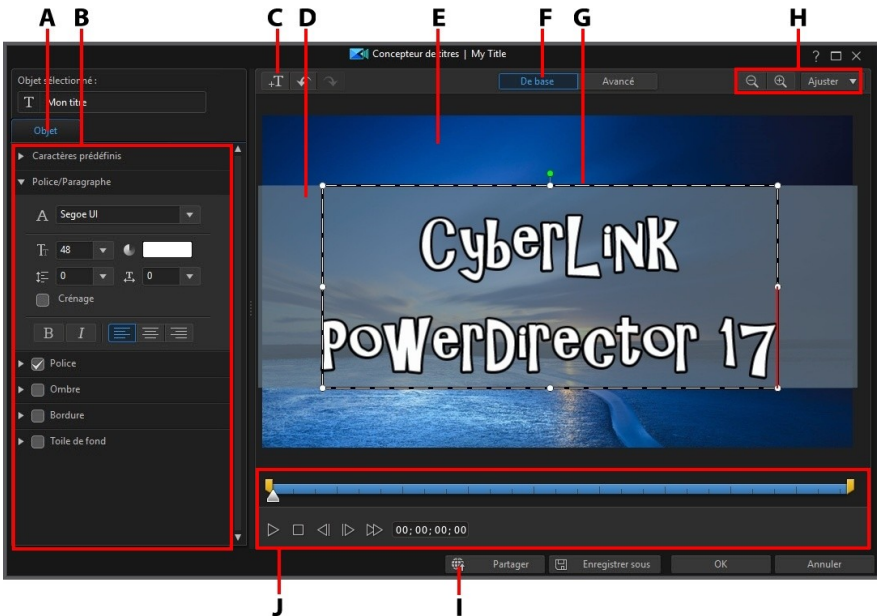 A B C D E F G H
Concepteur de titres | My Title
Objet sélectionné :
T Mon titre
Objet
Caractères prédéfinis
Police/Paragraphe
Segoe UI
48
0 0
Crénage
B I
Police
Ombre
Bordure
Toile de fond
De base Avancé Ajuster
CyberLink
PoWerDirector 17
00;00;00;00
Partager Enregistrer sous OK Annuler
J I